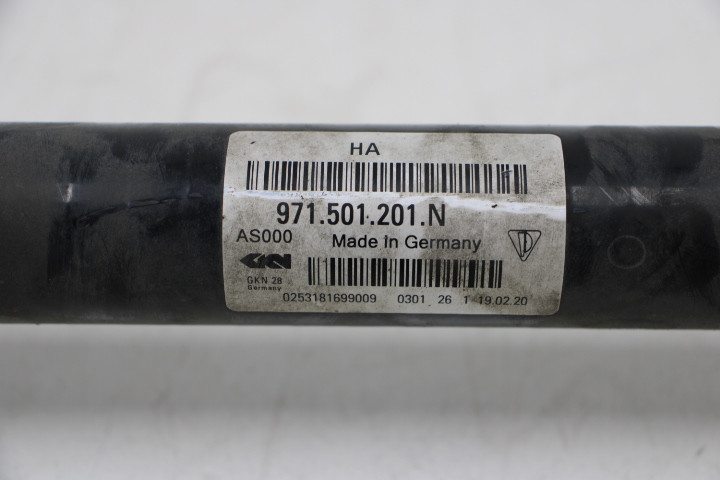 HA
971.501.201.N
AS000 Made in Germany
GKN
GKN 28
Germany
0253181699009 0301 26 1 19.02.20